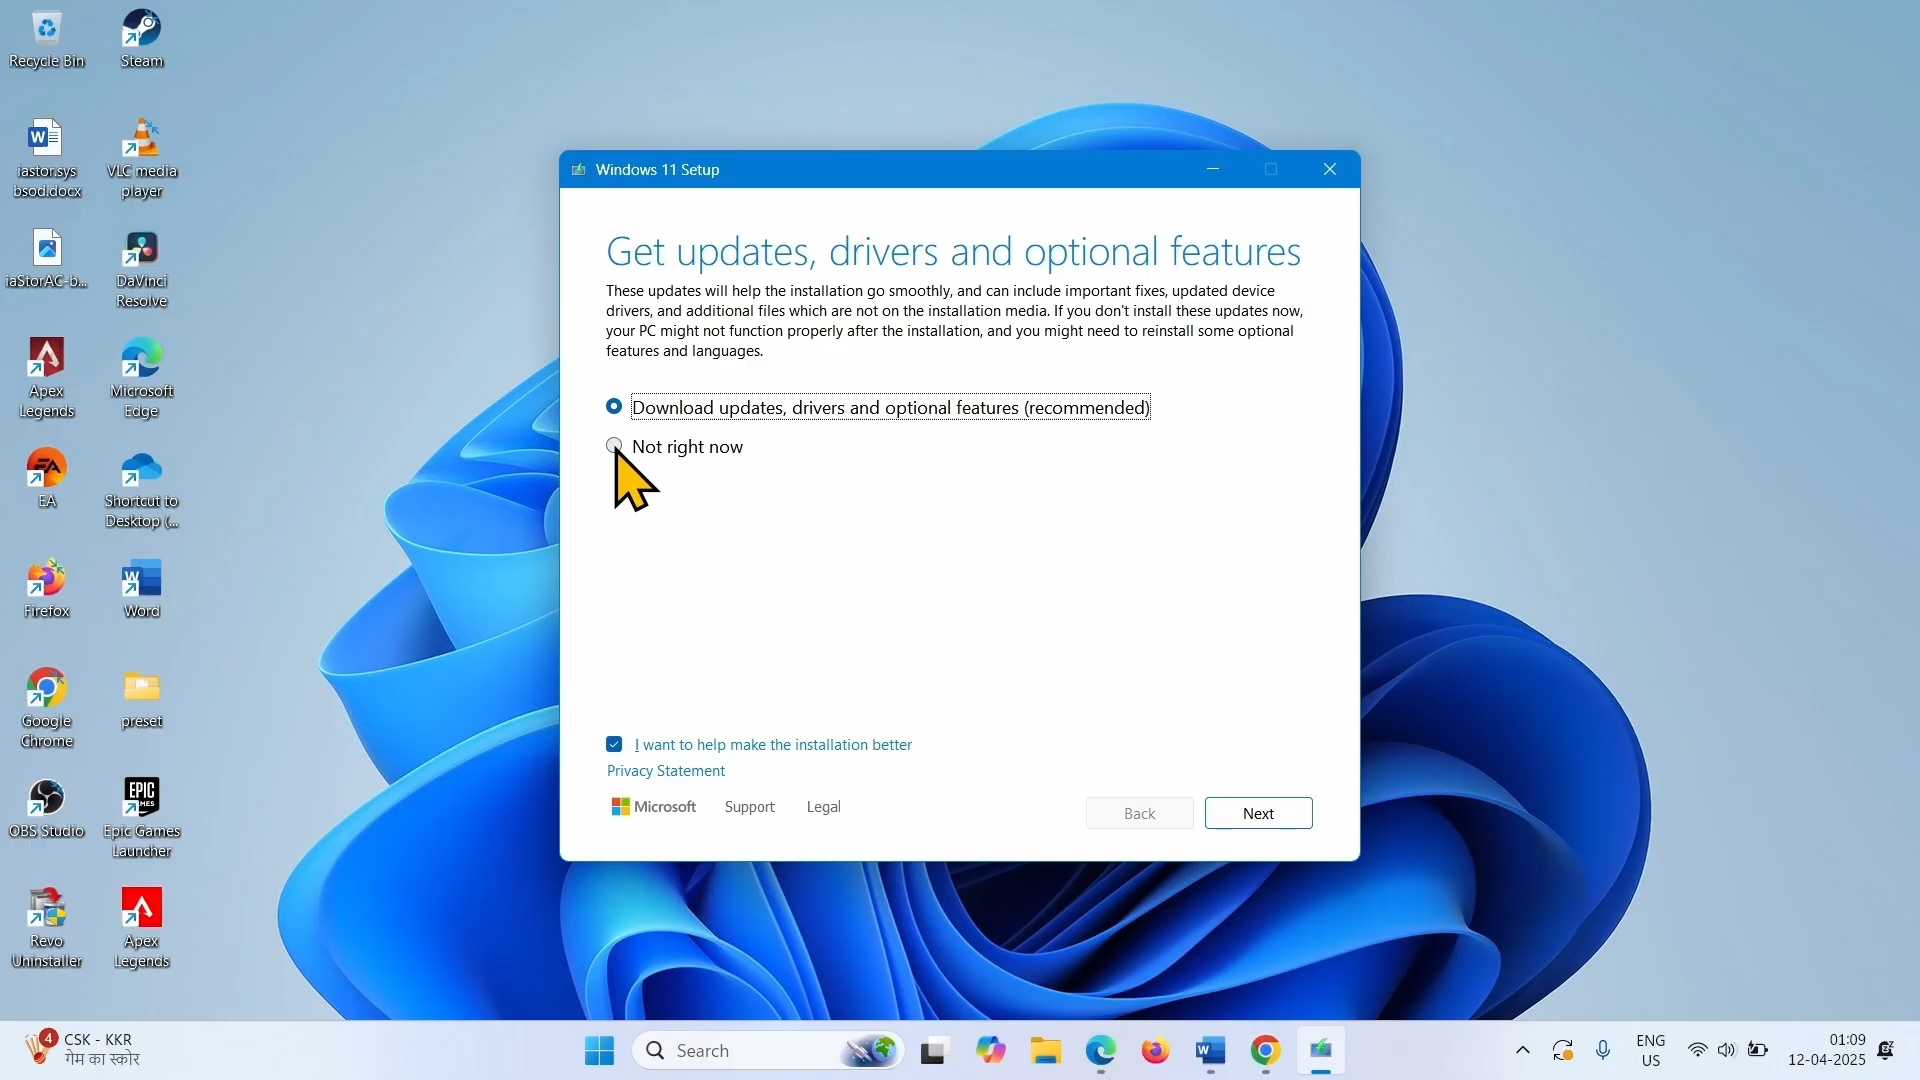 Recycle Bin
Steam
iastor.sys
bsod.docx
VLC media
player
iaStorAC-b...
DaVinci
Resolve
Apex
Legends
Microsoft
Edge
EA
Shortcut to
Desktop (...
Firefox
Word
Google
Chrome
preset
OBS Studio
EPIC
GAMES
Epic Games
Launcher
Revo
Uninstaller
Apex
Legends
Windows 11 Setup
Get updates, drivers and optional features
These updates will help the installation go smoothly, and can include important fixes, updated device
drivers, and additional files which are not on the installation media. If you don't install these updates now,
your PC might not function properly after the installation, and you might need to reinstall some optional
features and languages.
Download updates, drivers and optional features (recommended)
Not right now
I want to help make the installation better
Privacy Statement
Microsoft
Support
Legal
Back
Next
4
CSK - KKR
गेम का स्कोर
Search
ENG
US
01:09
12-04-2025